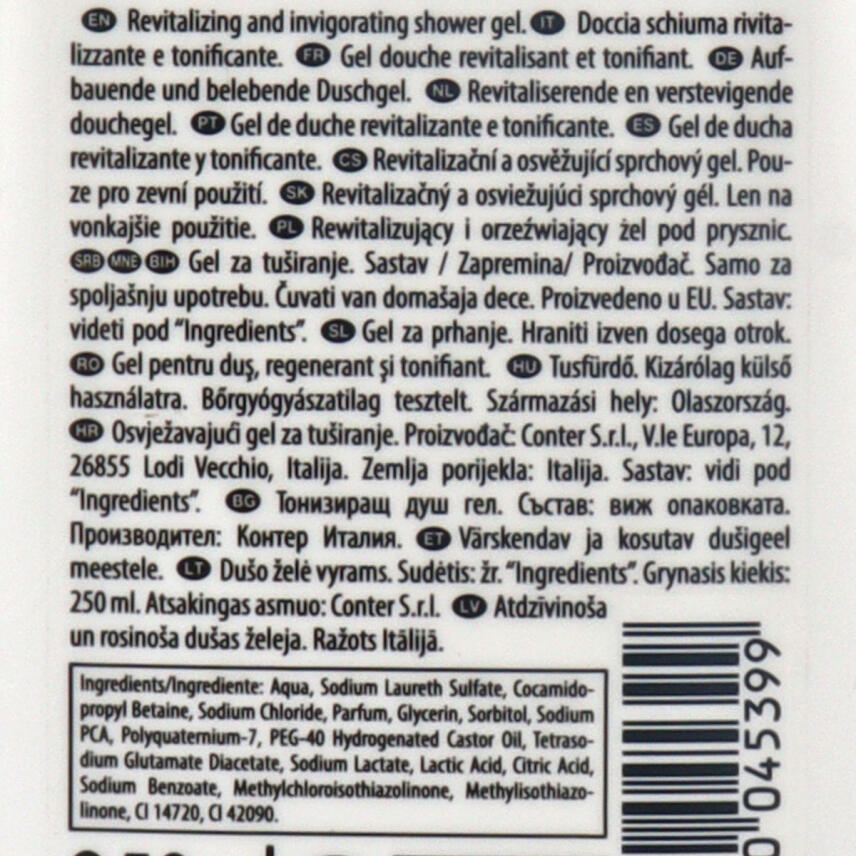 EN Revitalizing and invigorating shower gel. IT Doccia schiuma rivita-
lizzante e tonificante. FR Gel douche revitalisant et tonifiant. DE Auf-
bauende und belebende Duschgel. NL Revitaliserende en verstevigende
douchegel. PT Gel de duche revitalizante e tonificante. ES Gel de ducha
revitalizante y tonificante. CS Revitalizační a osvěžující sprchový gel. Pou-
ze pro zevní použití. SK Revitalizačný a osviežujúci sprchový gél. Len na
vonkajšie použitie. PL Rewitalizujący i orzeźwiający żel pod prysznic.
SRB MNE BIH Gel za tuširanje. Sastav / Zapremina/ Proizvođač. Samo za
spoljašnju upotrebu. Čuvati van domašaja dece. Proizvedeno u EU. Sastav:
videti pod "Ingredients". SL Gel za prhanje. Hraniti izven dosega otrok.
RO Gel pentru duş, regenerant şi tonifiant. HU Tusfürdő. Kizárólag külső
használatra. Bőrgyógyászatilag tesztelt. Származási hely: Olaszország.
HR Osvježavajući gel za tuširanje. Proizvođač: Conter S.r.l., V.le Europa, 12,
26855 Lodi Vecchio, Italija. Zemlja porijekla: Italija. Sastav: vidi pod
"Ingredients". BG Тонизиращ душ гел. Състав: виж опаковката.
Производител: Контер Италия. ET Värskendav ja kosutav dušigeel
meestele. LT Dušo želė vyrams. Sudėtis: žr. "Ingredients". Grynasis kiekis:
250 ml. Atsakingas asmuo: Conter S.r.l. LV Atdzīvinoša
un rosinoša dušas želeja. Ražots Itālijā.
Ingredients/Ingrediente: Aqua, Sodium Laureth Sulfate, Cocamido-
propyl Betaine, Sodium Chloride, Parfum, Glycerin, Sorbitol, Sodium
PCA, Polyquaternium-7, PEG-40 Hydrogenated Castor Oil, Tetraso-
dium Glutamate Diacetate, Sodium Lactate, Lactic Acid, Citric Acid,
Sodium Benzoate, Methylchloroisothiazolinone, Methylisothiazo-
linone, CI 14720, CI 42090.
045399